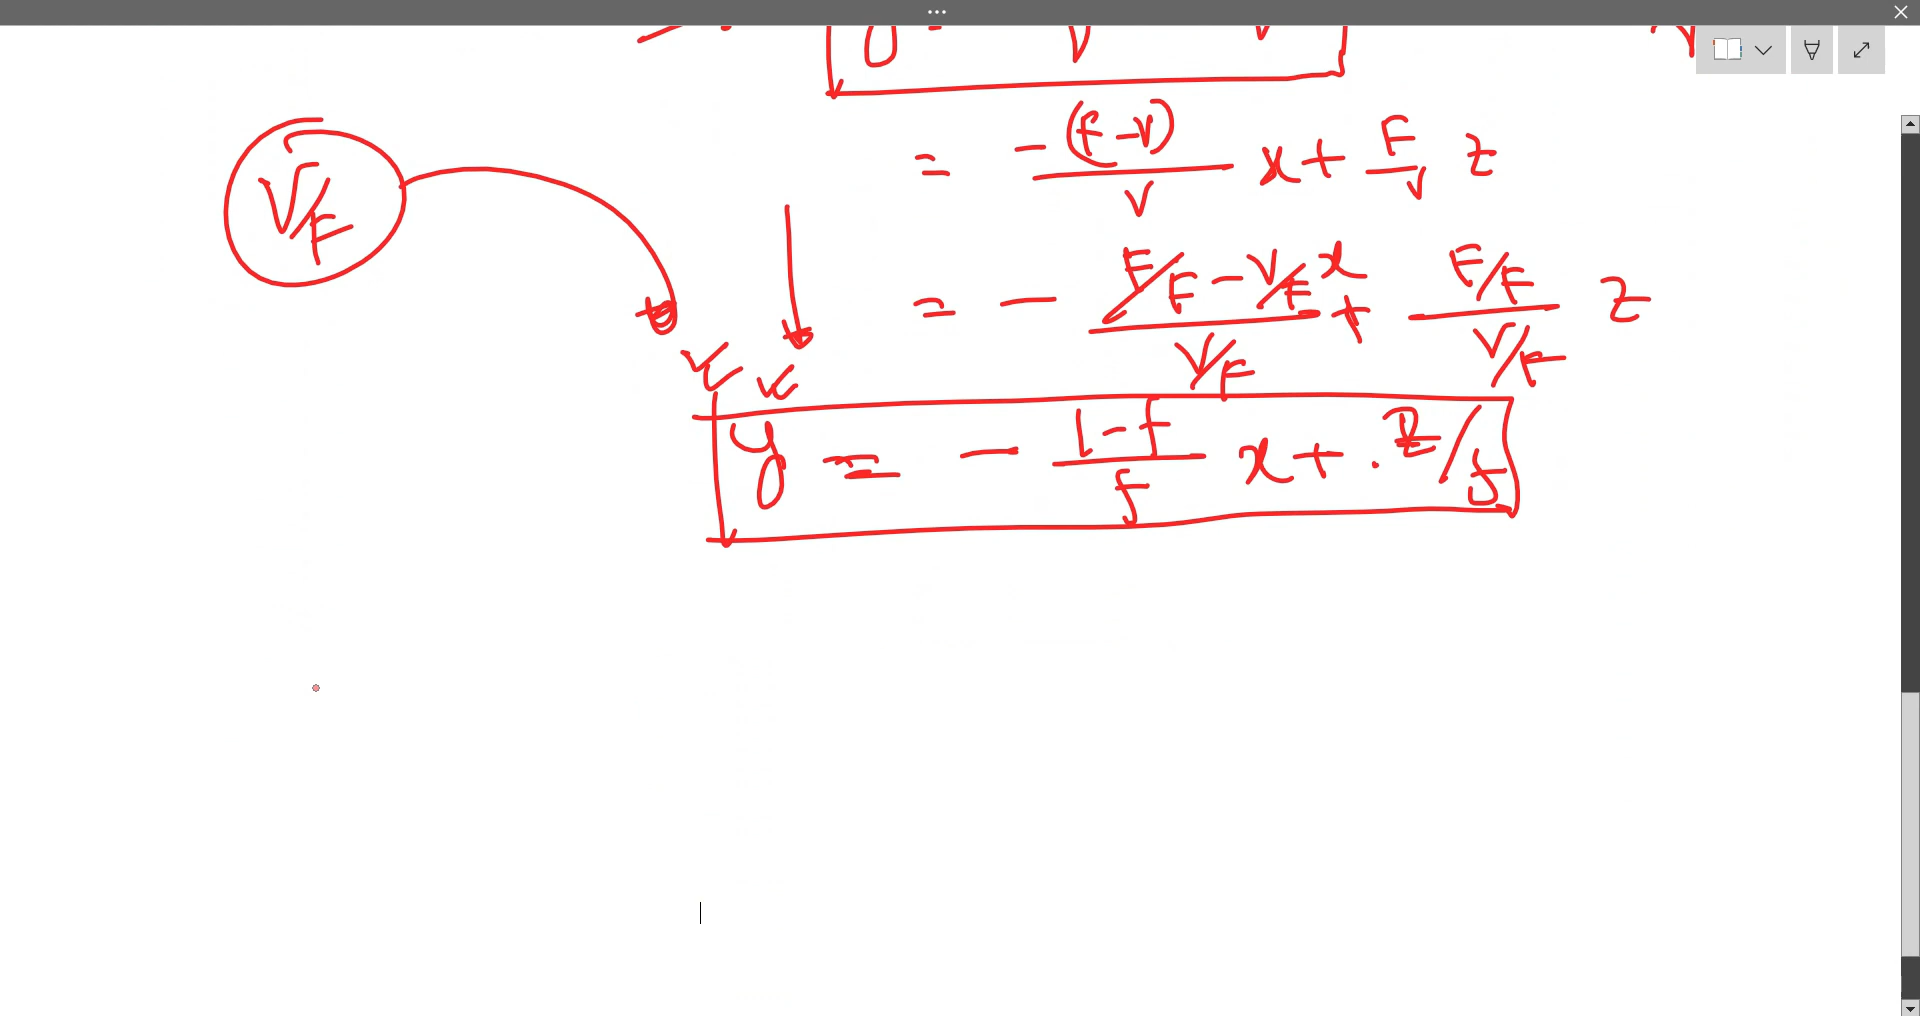 V/F
= -(F-V)/V x + F/V z
= - (F/F - V/F x)/(V/F) + (F/F)/(V/F) z
y = - (1-f)/f x + z/f